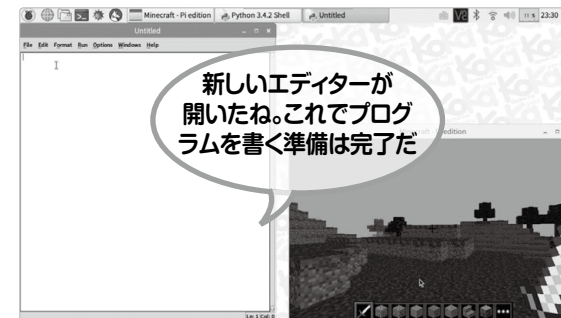 Minecraft - Pi edition
Python 3.4.2 Shell
Untitled
11 %
23:30
Untitled
File Edit Format Run Options Windows Help
新しいエディターが
開いたね。これでプログ
ラムを書く準備は完了だ
edition
Ln: 1 Col: 0